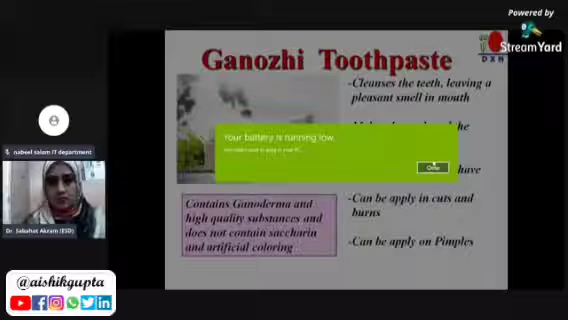 Powered by
StreamYard
Ganozhi Toothpaste
DXN
-Cleanses the teeth, leaving a
pleasant smell in mouth
Your battery is running low
Close
have
Contains Ganoderma and
high quality substances and
does not contain saccharin
and artificial coloring
-Can be apply in cuts and
burns
-Can be apply on Pimples
nabeel salam IT department
Dr. Sabahat Akram (ESD)
@aishikgupta